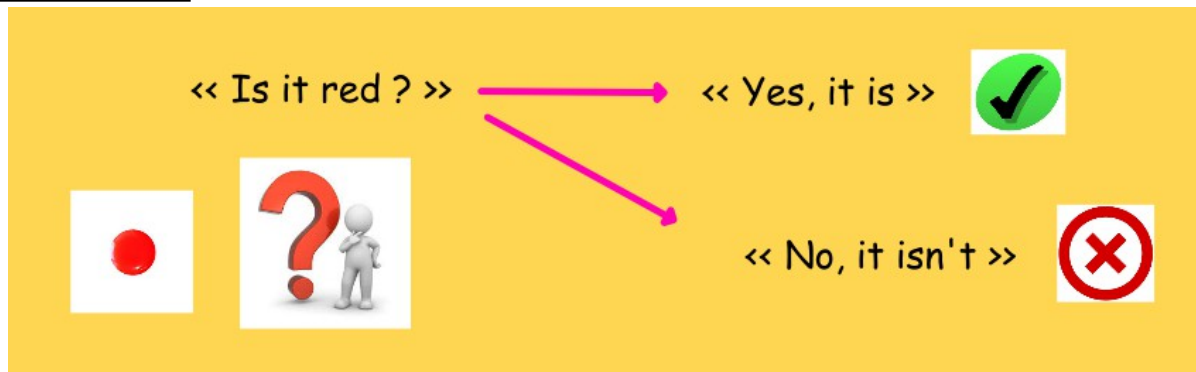 << Is it red ? >>
<< Yes, it is >>
<< No, it isn't >>